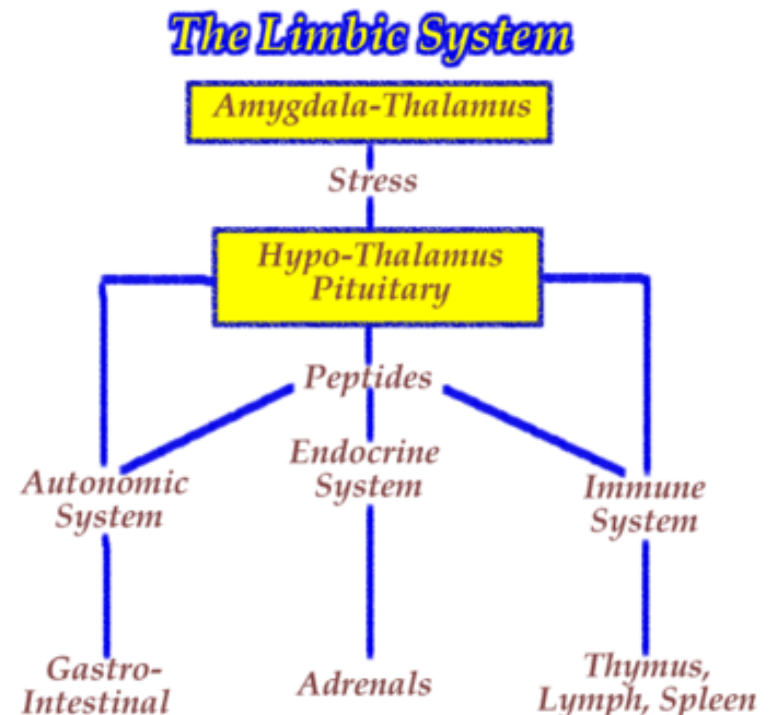 The Limbic System
Amygdala-Thalamus
Stress
Hypo-Thalamus
Pituitary
Peptides
Autonomic
System
Endocrine
System
Immune
System
Gastro-
Intestinal
Adrenals
Thymus,
Lymph, Spleen